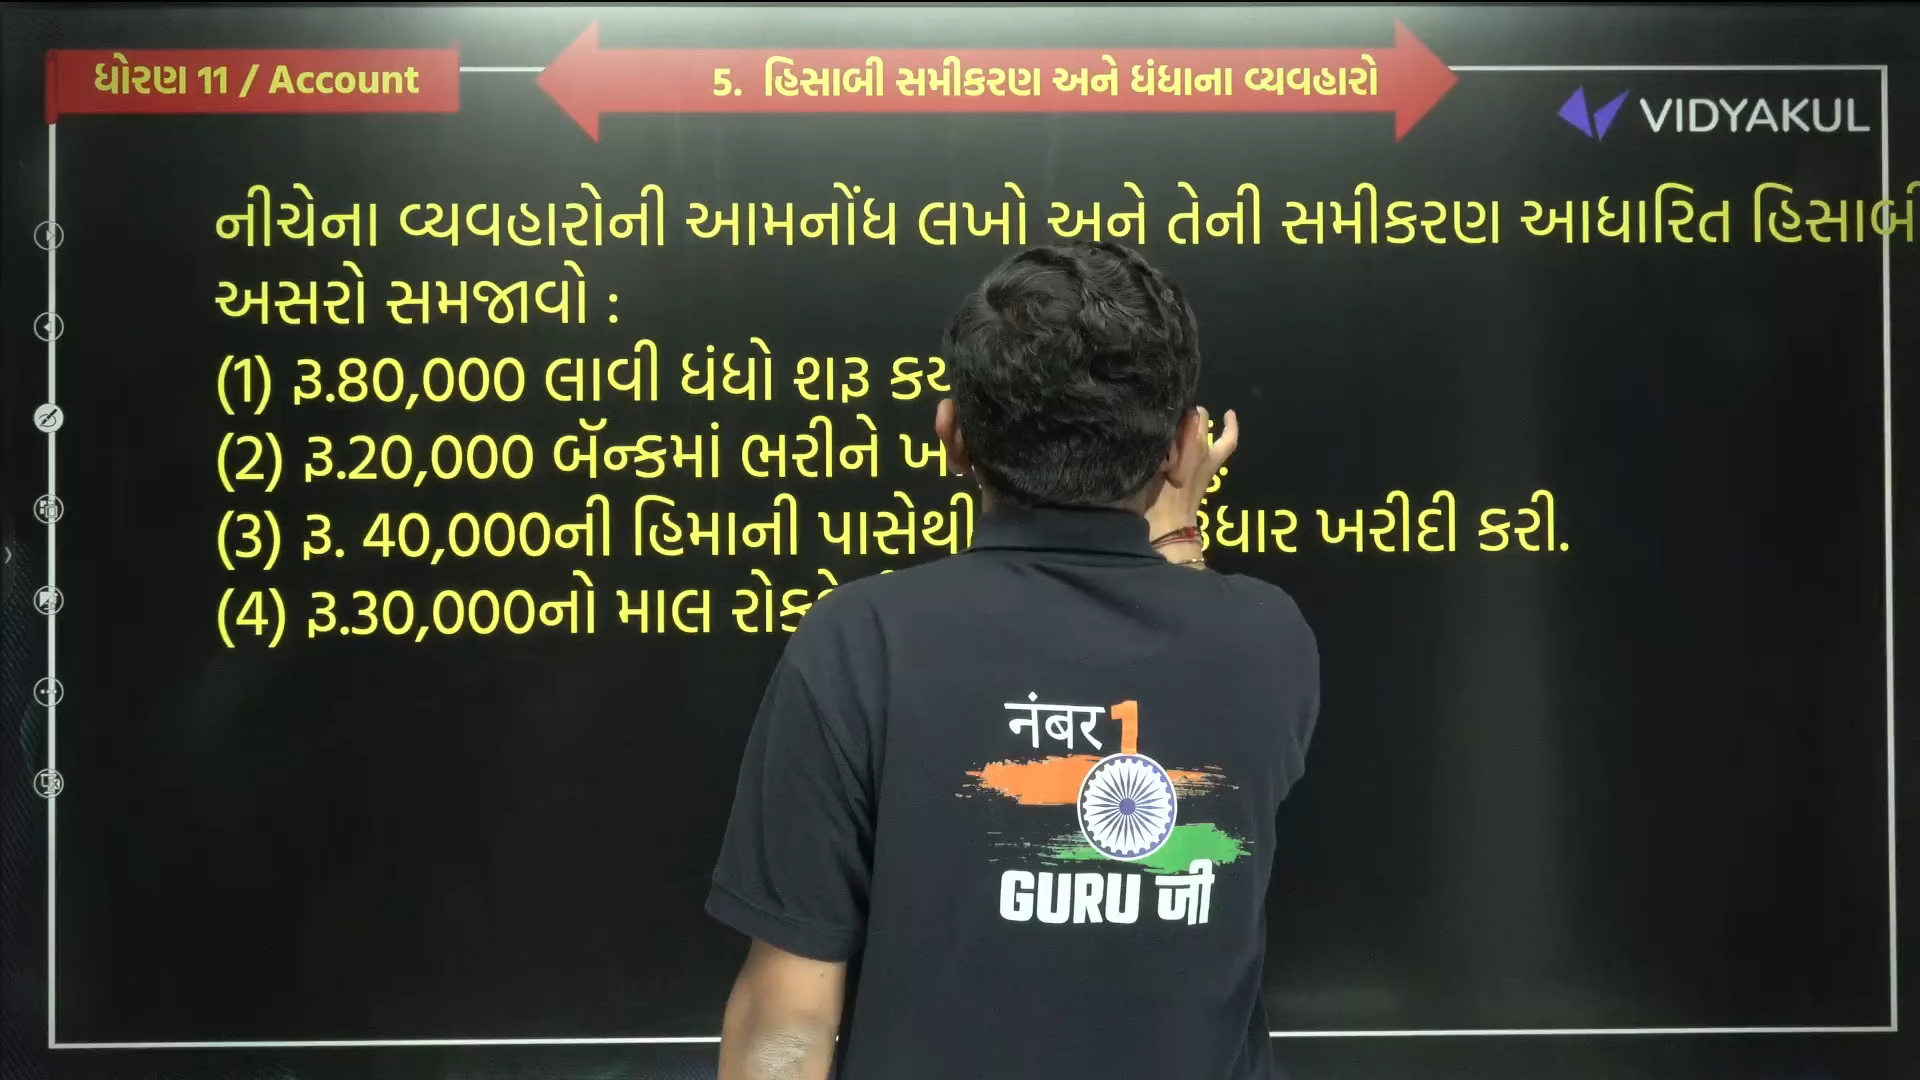 ધોરણ 11 / Account
5. હિસાબી સમીકરણ અને ધંધાના વ્યવહારો
VIDYAKUL
નીચેના વ્યવહારોની આમનોંધ લખો અને તેની સમીકરણ આધારિત હિસાબી
અસરો સમજાવો :
(1) રૂ.80,000 લાવી ધંધો શરૂ
(2) રૂ.20,000 બૅન્કમાં ભરીને
(3) રૂ. 40,000ની હિમાની પાસેથી ઉધાર ખરીદી કરી.
(4) રૂ.30,000નો માલ
नंबर 1
GURU जी